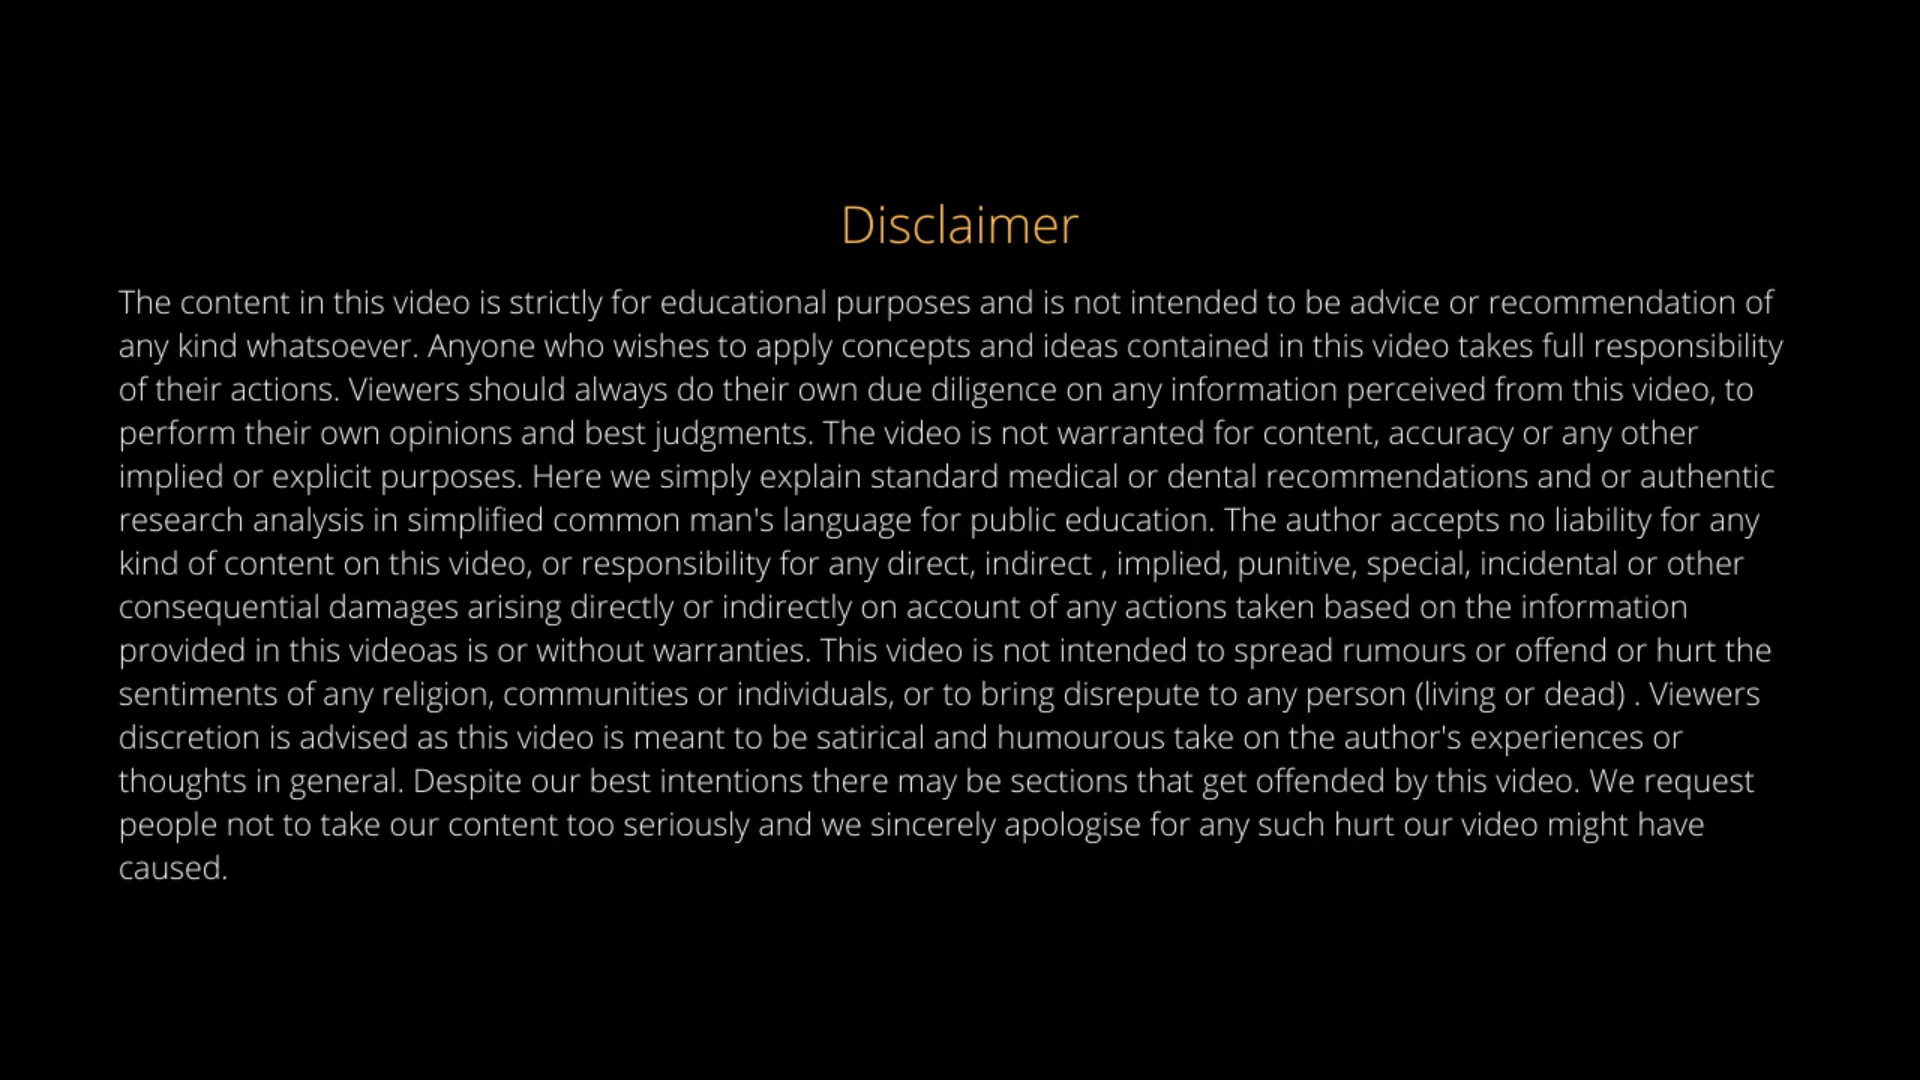 Disclaimer
The content in this video is strictly for educational purposes and is not intended to be advice or recommendation of
any kind whatsoever. Anyone who wishes to apply concepts and ideas contained in this video takes full responsibility
of their actions. Viewers should always do their own due diligence on any information perceived from this video, to
perform their own opinions and best judgments. The video is not warranted for content, accuracy or any other
implied or explicit purposes. Here we simply explain standard medical or dental recommendations and or authentic
research analysis in simplified common man's language for public education. The author accepts no liability for any
kind of content on this video, or responsibility for any direct, indirect , implied, punitive, special, incidental or other
consequential damages arising directly or indirectly on account of any actions taken based on the information
provided in this videoas is or without warranties. This video is not intended to spread rumours or offend or hurt the
sentiments of any religion, communities or individuals, or to bring disrepute to any person (living or dead) . Viewers
discretion is advised as this video is meant to be satirical and humourous take on the author's experiences or
thoughts in general. Despite our best intentions there may be sections that get offended by this video. We request
people not to take our content too seriously and we sincerely apologise for any such hurt our video might have
caused.